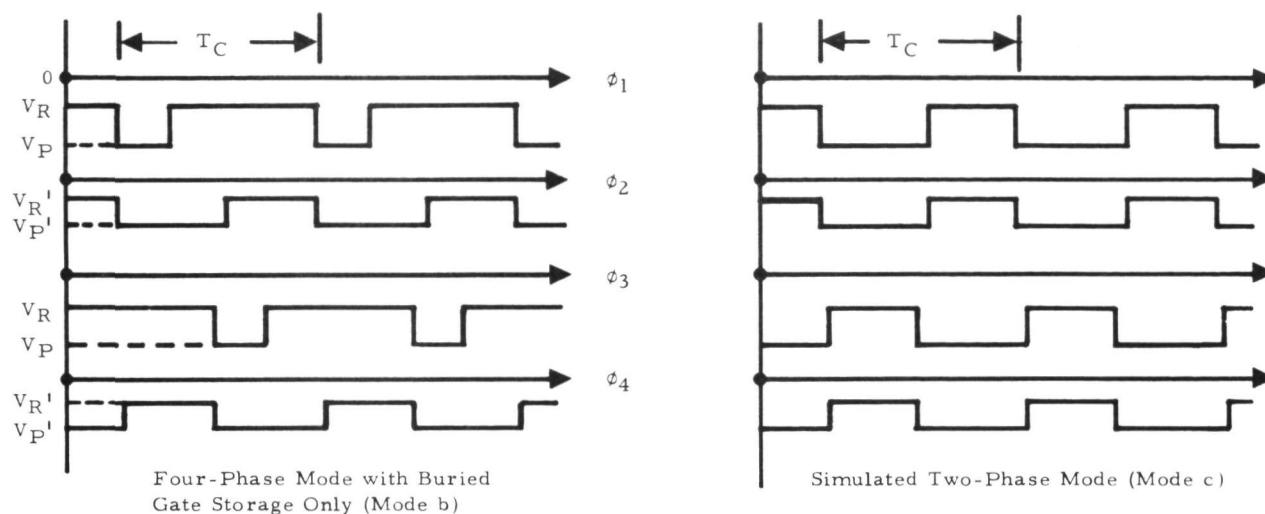 T_C
T_C
0
φ1
V_R
V_P
φ2
V_R'
V_P'
φ3
V_R
V_P
φ4
V_R'
V_P'
Four-Phase Mode with Buried
Gate Storage Only (Mode b)
Simulated Two-Phase Mode (Mode c)